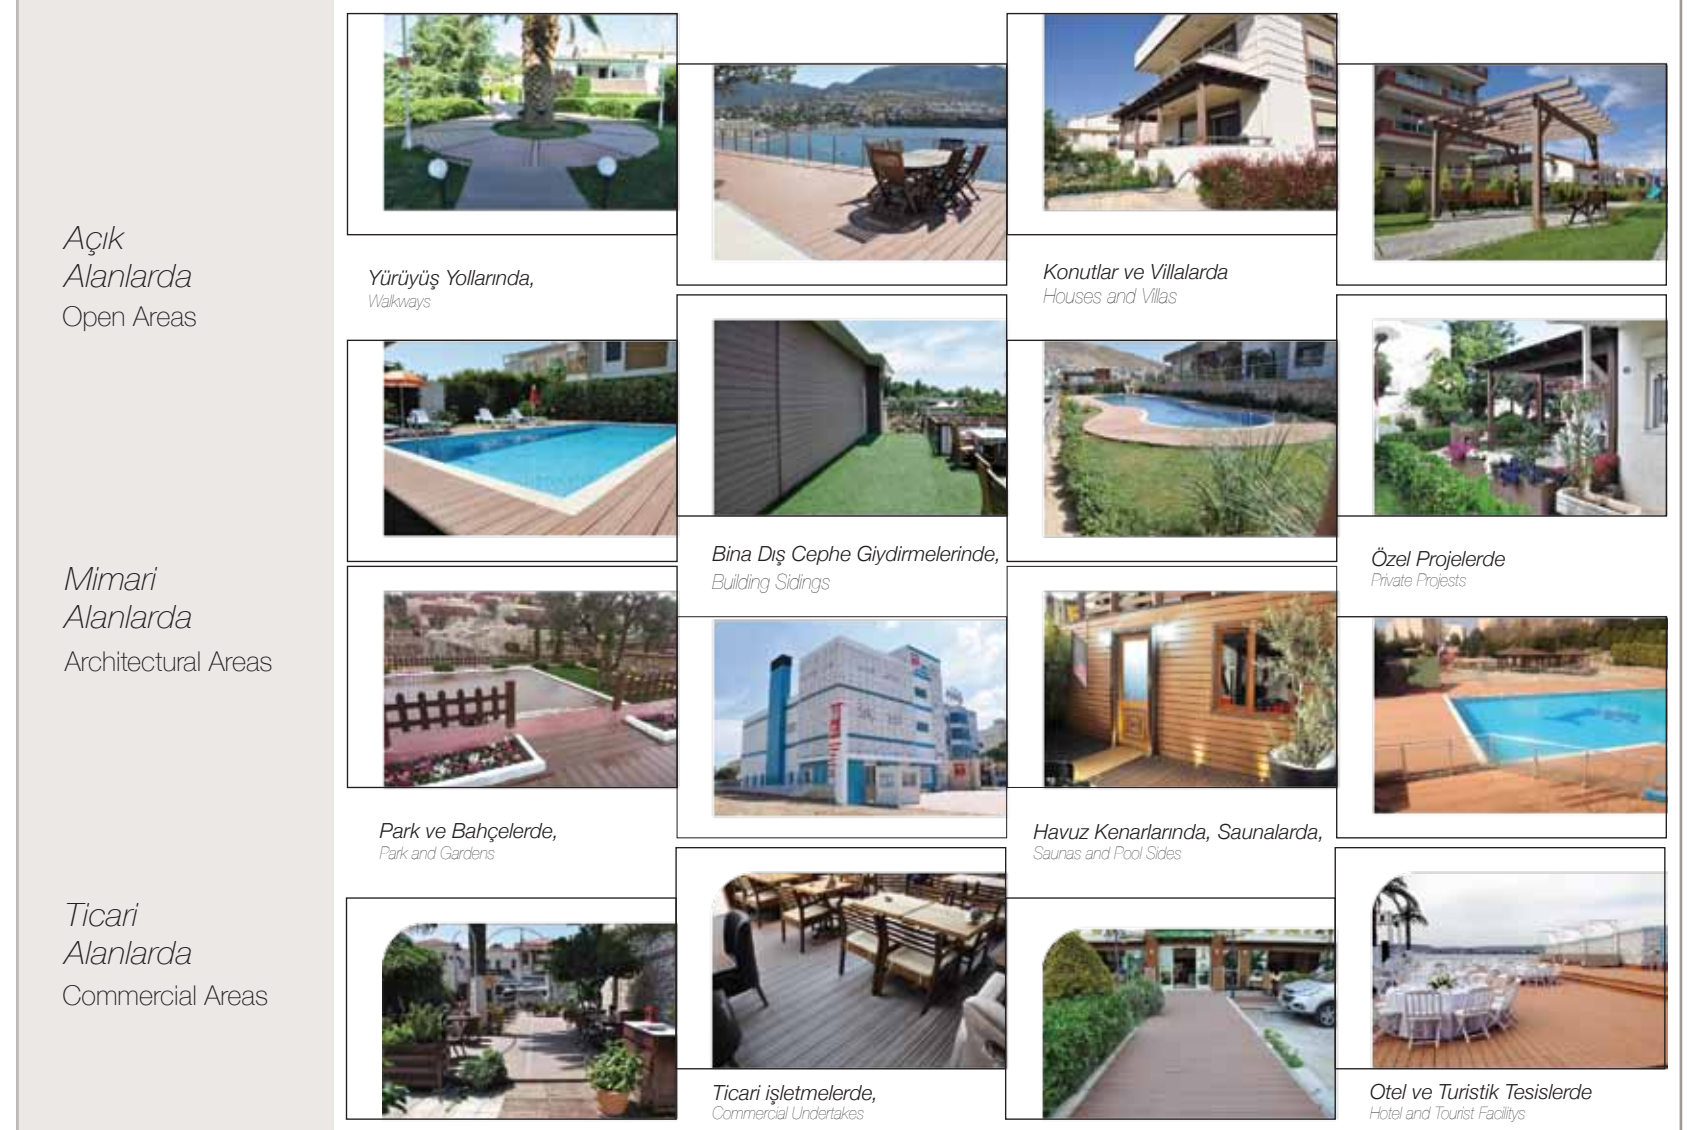 Açık
Alanlarda
Open Areas
Yürüyüş Yollarında,
Walkways
Konutlar ve Villalarda
Houses and Villas
Mimari
Alanlarda
Architectural Areas
Bina Dış Cephe Giydirmelerinde,
Building Sidings
Özel Projelerde
Private Projests
Park ve Bahçelerde,
Park and Gardens
Havuz Kenarlarında, Saunalarda,
Saunas and Pool Sides
Ticari
Alanlarda
Commercial Areas
Ticari işletmelerde,
Commercial Undertakes
Otel ve Turistik Tesislerde
Hotel and Tourist Facilitys